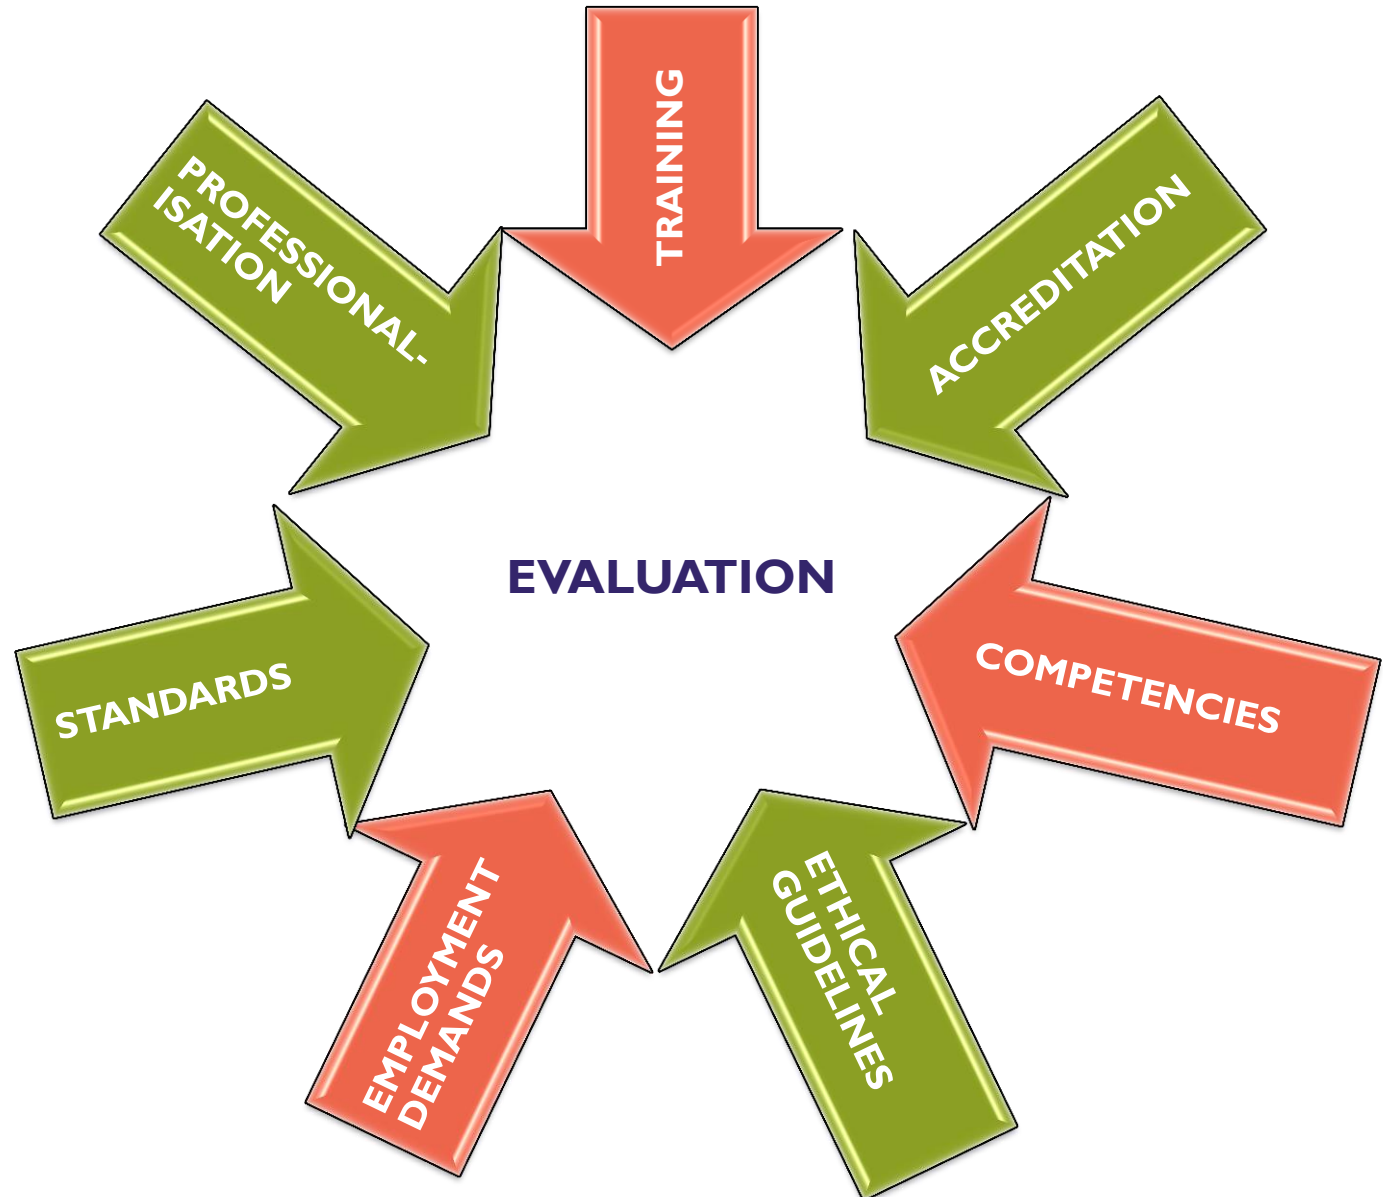 TRAINING
ACCREDITATION
COMPETENCIES
ETHICAL
GUIDELINES
EMPLOYMENT
DEMANDS
STANDARDS
PROFESSIONAL-
ISATION
EVALUATION